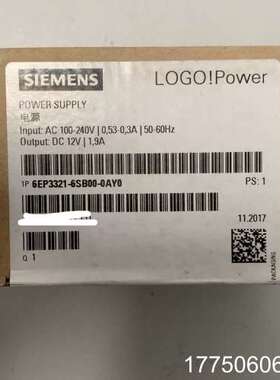 SIEMENS
LOGO!Power
POWER SUPPLY
电源
Input: AC 100-240V | 0,53-0,3A | 50-60Hz
Output: DC 12V | 1,9A
1P 6EP3321-6SB00-0AY0
PS: 1
11.2017
Q 1
PACKAGING
17750606